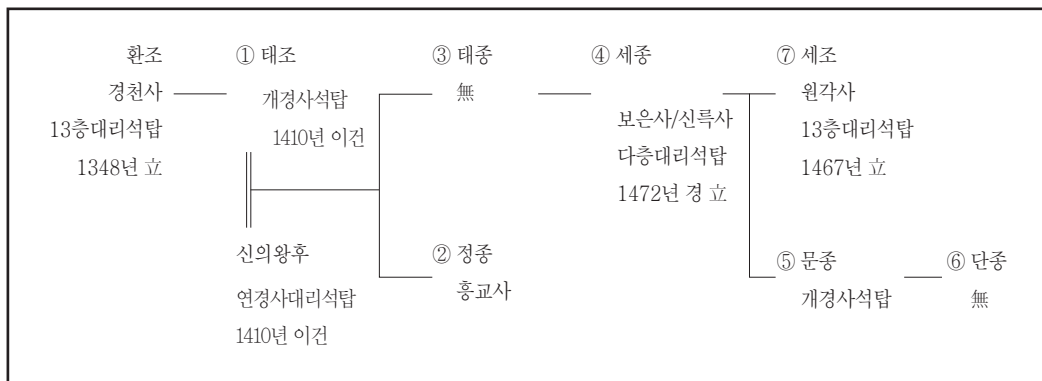 환조
경천사
13층대리석탑
1348년 立
① 태조
개경사석탑
1410년 이건
신의왕후
연경사대리석탑
1410년 이건
③ 태종
無
② 정종
흥교사
④ 세종
보은사/신륵사
다층대리석탑
1472년 경 立
⑦ 세조
원각사
13층대리석탑
1467년 立
⑤ 문종
개경사석탑
⑥ 단종
無